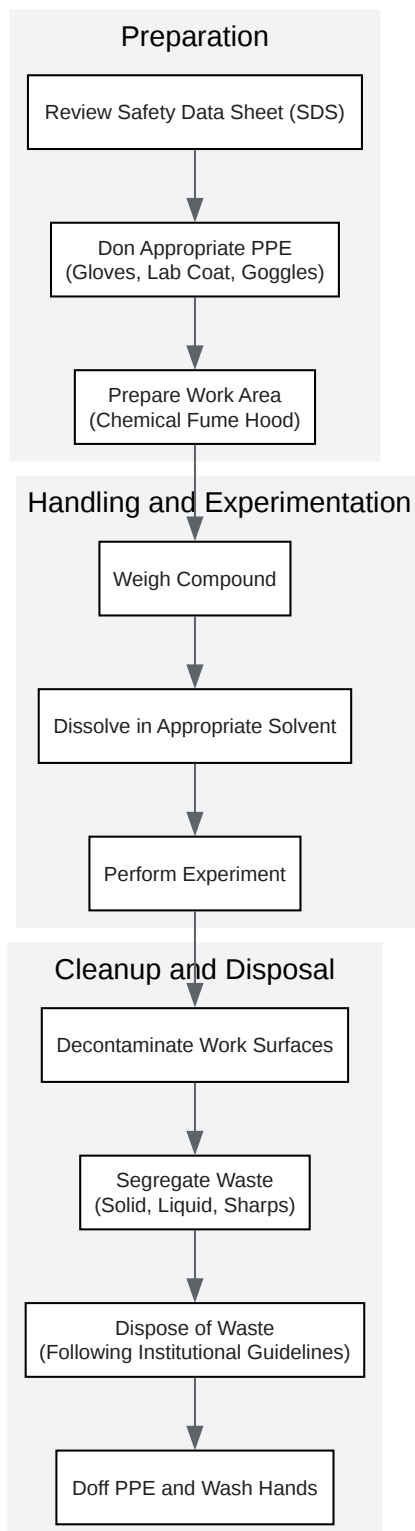 Preparation
Review Safety Data Sheet (SDS)
Don Appropriate PPE
(Gloves, Lab Coat, Goggles)
Prepare Work Area
(Chemical Fume Hood)
Handling and Experimentation
Weigh Compound
Dissolve in Appropriate Solvent
Perform Experiment
Cleanup and Disposal
Decontaminate Work Surfaces
Segregate Waste
(Solid, Liquid, Sharps)
Dispose of Waste
(Following Institutional Guidelines)
Doff PPE and Wash Hands